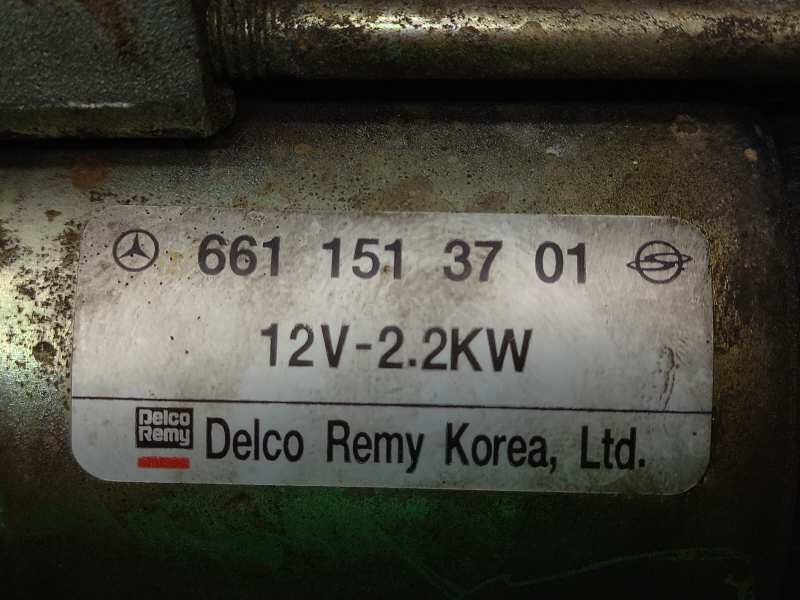 661 151 37 01
12V-2.2KW
Delco Remy Delco Remy Korea, Ltd.